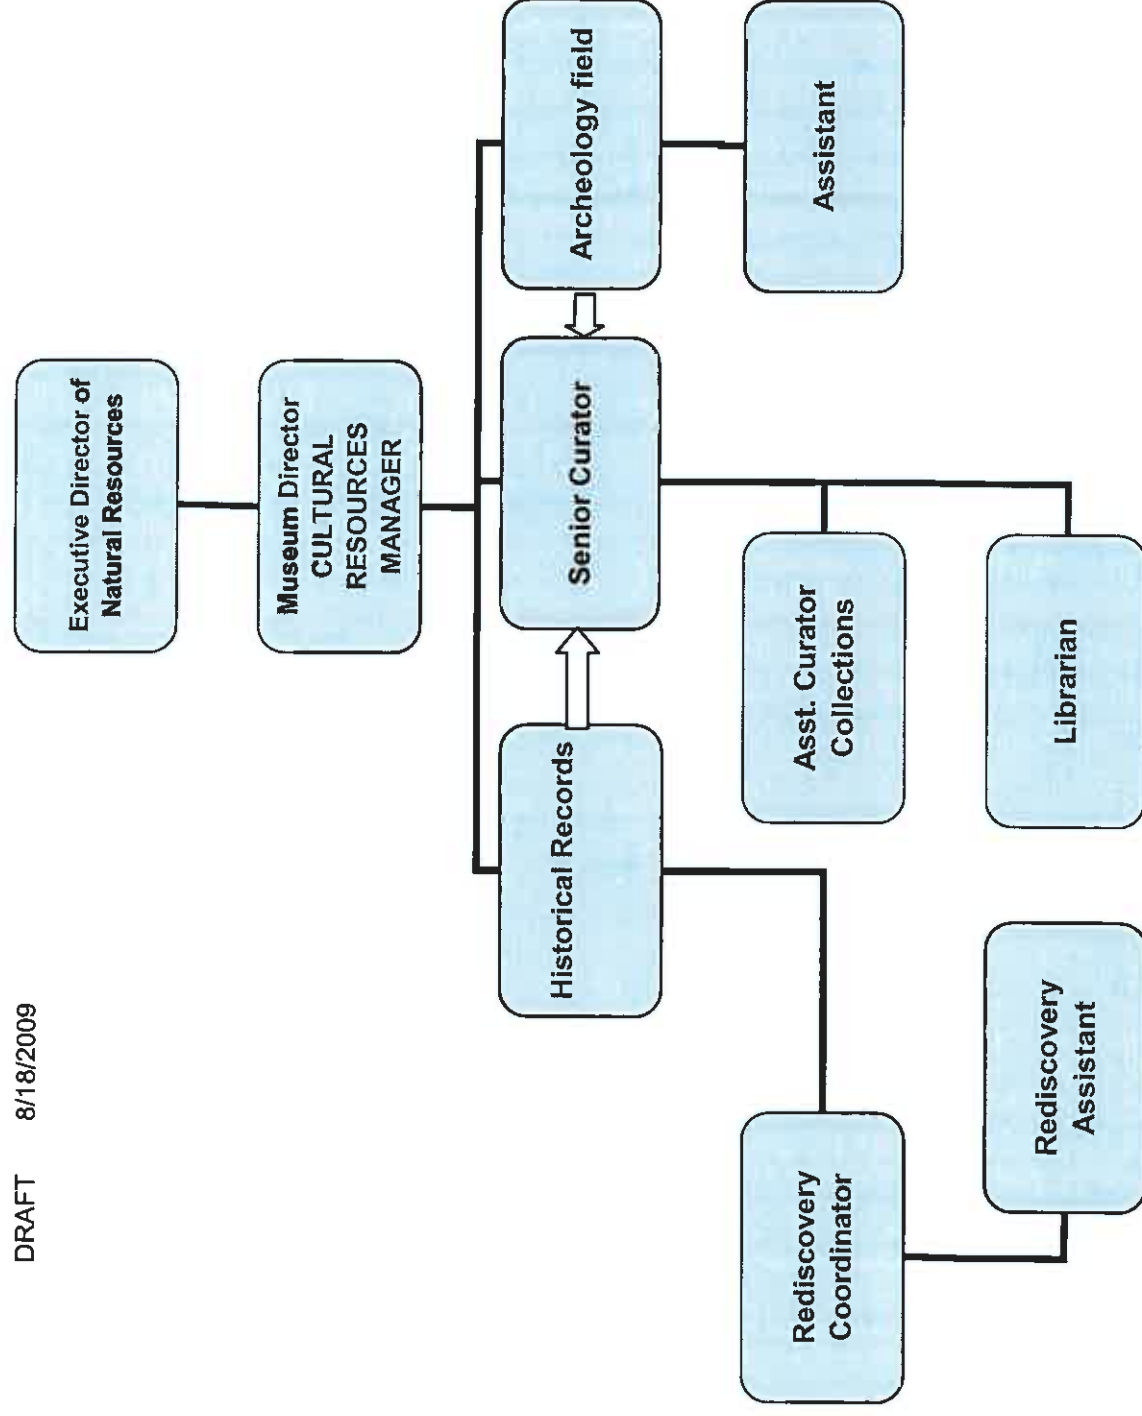 DRAFT 8/18/2009
Executive Director of
Natural Resources
Museum Director
CULTURAL
RESOURCES
MANAGER
Historical Records
Senior Curator
Archeology field
Rediscovery
Coordinator
Asst. Curator
Collections
Assistant
Rediscovery
Assistant
Librarian